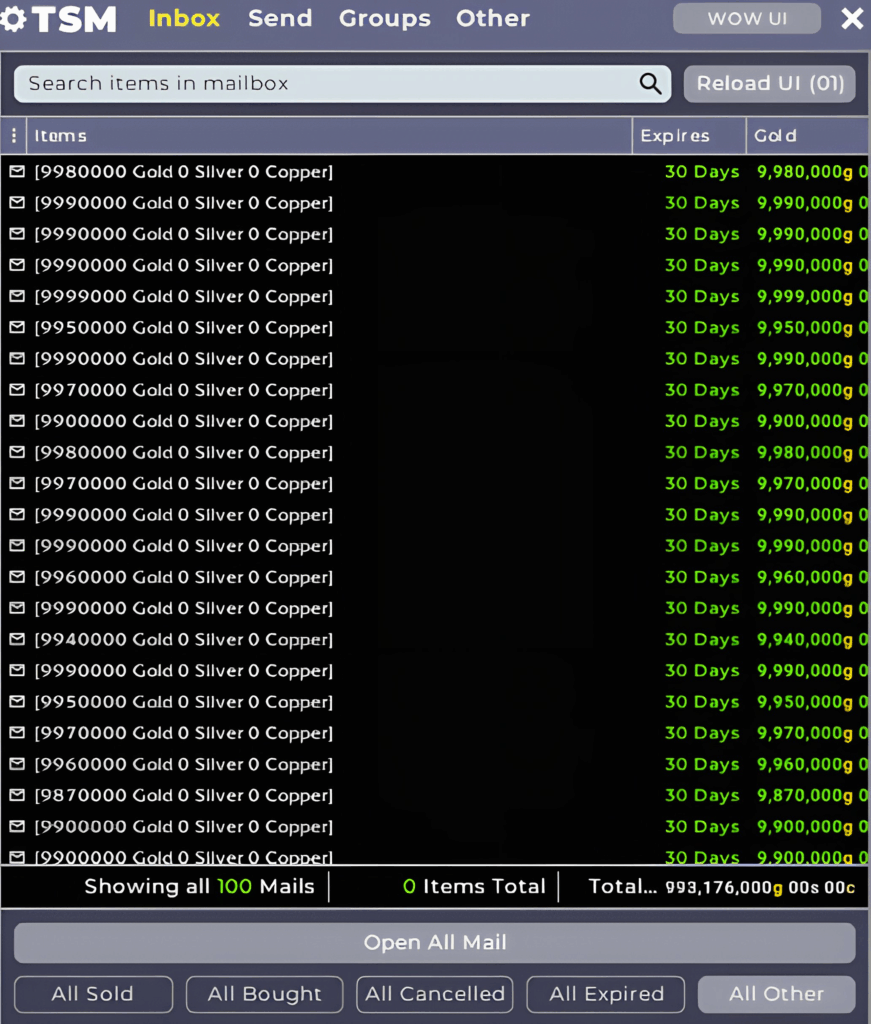 TSM Inbox Send Groups Other WOW UI
Search items in mailbox Reload UI (01)
Items Expires Gold
[9980000 Gold 0 Silver 0 Copper] 30 Days 9,980,000g 0
[9990000 Gold 0 Silver 0 Copper] 30 Days 9,990,000g 0
[9990000 Gold 0 Silver 0 Copper] 30 Days 9,990,000g 0
[9990000 Gold 0 Silver 0 Copper] 30 Days 9,990,000g 0
[9999000 Gold 0 Silver 0 Copper] 30 Days 9,999,000g 0
[9950000 Gold 0 Silver 0 Copper] 30 Days 9,950,000g 0
[9990000 Gold 0 Silver 0 Copper] 30 Days 9,990,000g 0
[9970000 Gold 0 Silver 0 Copper] 30 Days 9,970,000g 0
[9900000 Gold 0 Silver 0 Copper] 30 Days 9,900,000g 0
[9980000 Gold 0 Silver 0 Copper] 30 Days 9,980,000g 0
[9970000 Gold 0 Silver 0 Copper] 30 Days 9,970,000g 0
[9990000 Gold 0 Silver 0 Copper] 30 Days 9,990,000g 0
[9990000 Gold 0 Silver 0 Copper] 30 Days 9,990,000g 0
[9960000 Gold 0 Silver 0 Copper] 30 Days 9,960,000g 0
[9990000 Gold 0 Silver 0 Copper] 30 Days 9,990,000g 0
[9940000 Gold 0 Silver 0 Copper] 30 Days 9,940,000g 0
[9990000 Gold 0 Silver 0 Copper] 30 Days 9,990,000g 0
[9950000 Gold 0 Silver 0 Copper] 30 Days 9,950,000g 0
[9970000 Gold 0 Silver 0 Copper] 30 Days 9,970,000g 0
[9960000 Gold 0 Silver 0 Copper] 30 Days 9,960,000g 0
[9870000 Gold 0 Silver 0 Copper] 30 Days 9,870,000g 0
[9900000 Gold 0 Silver 0 Copper] 30 Days 9,900,000g 0
[9900000 Gold 0 Silver 0 Copper] 30 Days 9,900,000g 0
Showing all 100 Mails 0 Items Total Total... 993,176,000g 00s 00c
Open All Mail
All Sold All Bought All Cancelled All Expired All Other